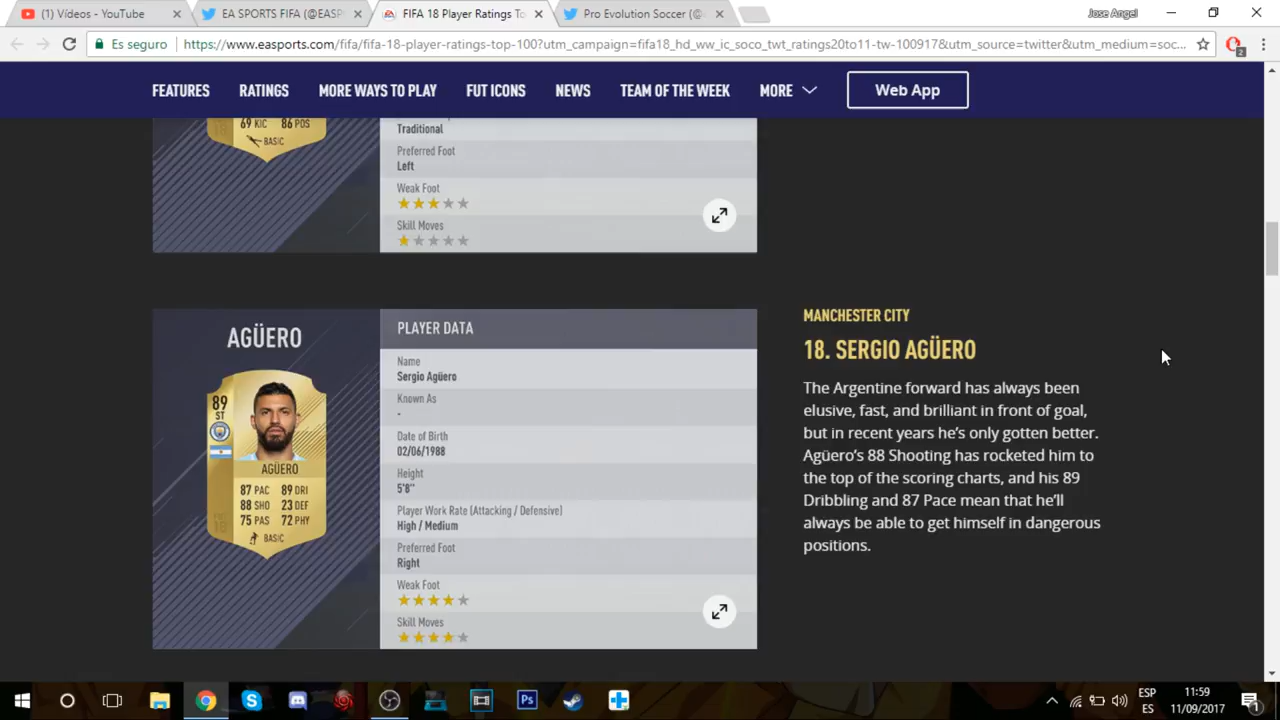 (1) Vídeos - YouTube
EA SPORTS FIFA (@EASP
FIFA 18 Player Ratings To
Pro Evolution Soccer (@
Jose Angel
Es seguro
https://www.easports.com/fifa/fifa-18-player-ratings-top-100?utm_campaign=fifa18_hd_ww_ic_soco_twt_ratings20to11-tw-100917&utm_source=twitter&utm_medium=soc...
2
FEATURES RATINGS MORE WAYS TO PLAY FUT ICONS NEWS TEAM OF THE WEEK MORE Web App
69 KIC 86 POS
BASIC
Traditional
Preferred Foot
Left
Weak Foot
Skill Moves
AGÜERO
89
ST
AGÜERO
87 PAC 89 DRI
88 SHO 23 DEF
75 PAS 72 PHY
BASIC
PLAYER DATA
Name
Sergio Agüero
Known As
-
Date of Birth
02/06/1988
Height
5'8''
Player Work Rate (Attacking / Defensive)
High / Medium
Preferred Foot
Right
Weak Foot
Skill Moves
MANCHESTER CITY
18. SERGIO AGÜERO
The Argentine forward has always been
elusive, fast, and brilliant in front of goal,
but in recent years he's only gotten better.
Agüero's 88 Shooting has rocketed him to
the top of the scoring charts, and his 89
Dribbling and 87 Pace mean that he'll
always be able to get himself in dangerous
positions.
Ps
ESP
ES
11:59
11/09/2017
1